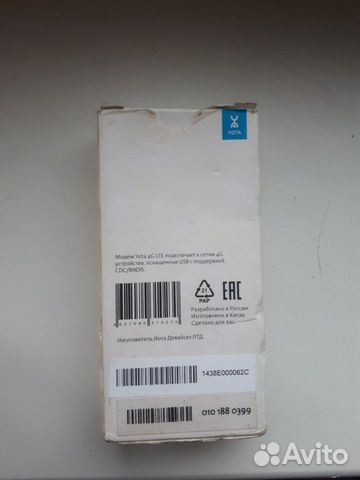 YOTA
Модем Yota 4G LTE подключает к сетям 4G
устройства, оснащенные USB с поддержкой
CDC/RNDIS.
21
PAP
EAC
Разработано в России.
Изготовлено в Китае.
Сделано для вас.
Изготовитель Йота Девайсез ЛТД.
1438E000062C
010 188 0399
Avito